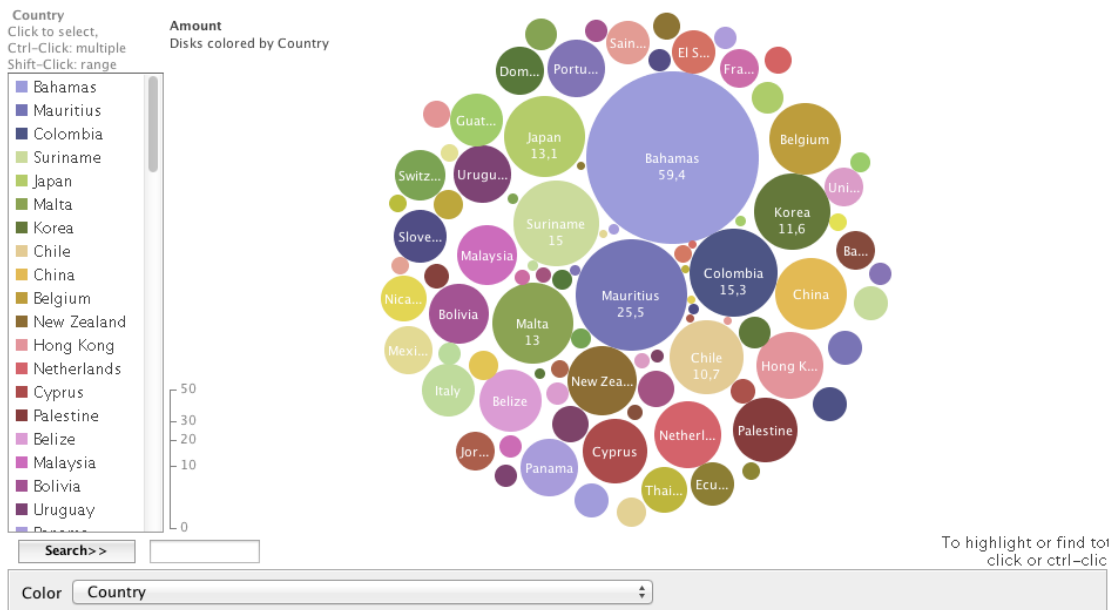 Country
Click to select,
Ctrl-Click: multiple
Shift-Click: range
Amount
Disks colored by Country
Bahamas
Mauritius
Colombia
Suriname
Japan
Malta
Korea
Chile
China
Belgium
New Zealand
Hong Kong
Netherlands
Cyprus
Palestine
Belize
Malaysia
Bolivia
Uruguay
Panama
50
30
20
10
0
Sain...
El S...
Portu...
Dom...
Fra...
Guat...
Japan
13,1
Bahamas
59,4
Belgium
Switz...
Urugu...
Uni...
Suriname
15
Korea
11,6
Slove...
Malaysia
Ba...
Colombia
15,3
Nica...
Bolivia
Mauritius
25,5
China
Malta
13
Mexi...
Chile
10,7
Hong K...
Italy
New Zea...
Belize
Netherl...
Palestine
Jor...
Cyprus
Panama
Thai...
Ecu...
Search>>
To highlight or find tot
click or ctrl-clic
Color
Country